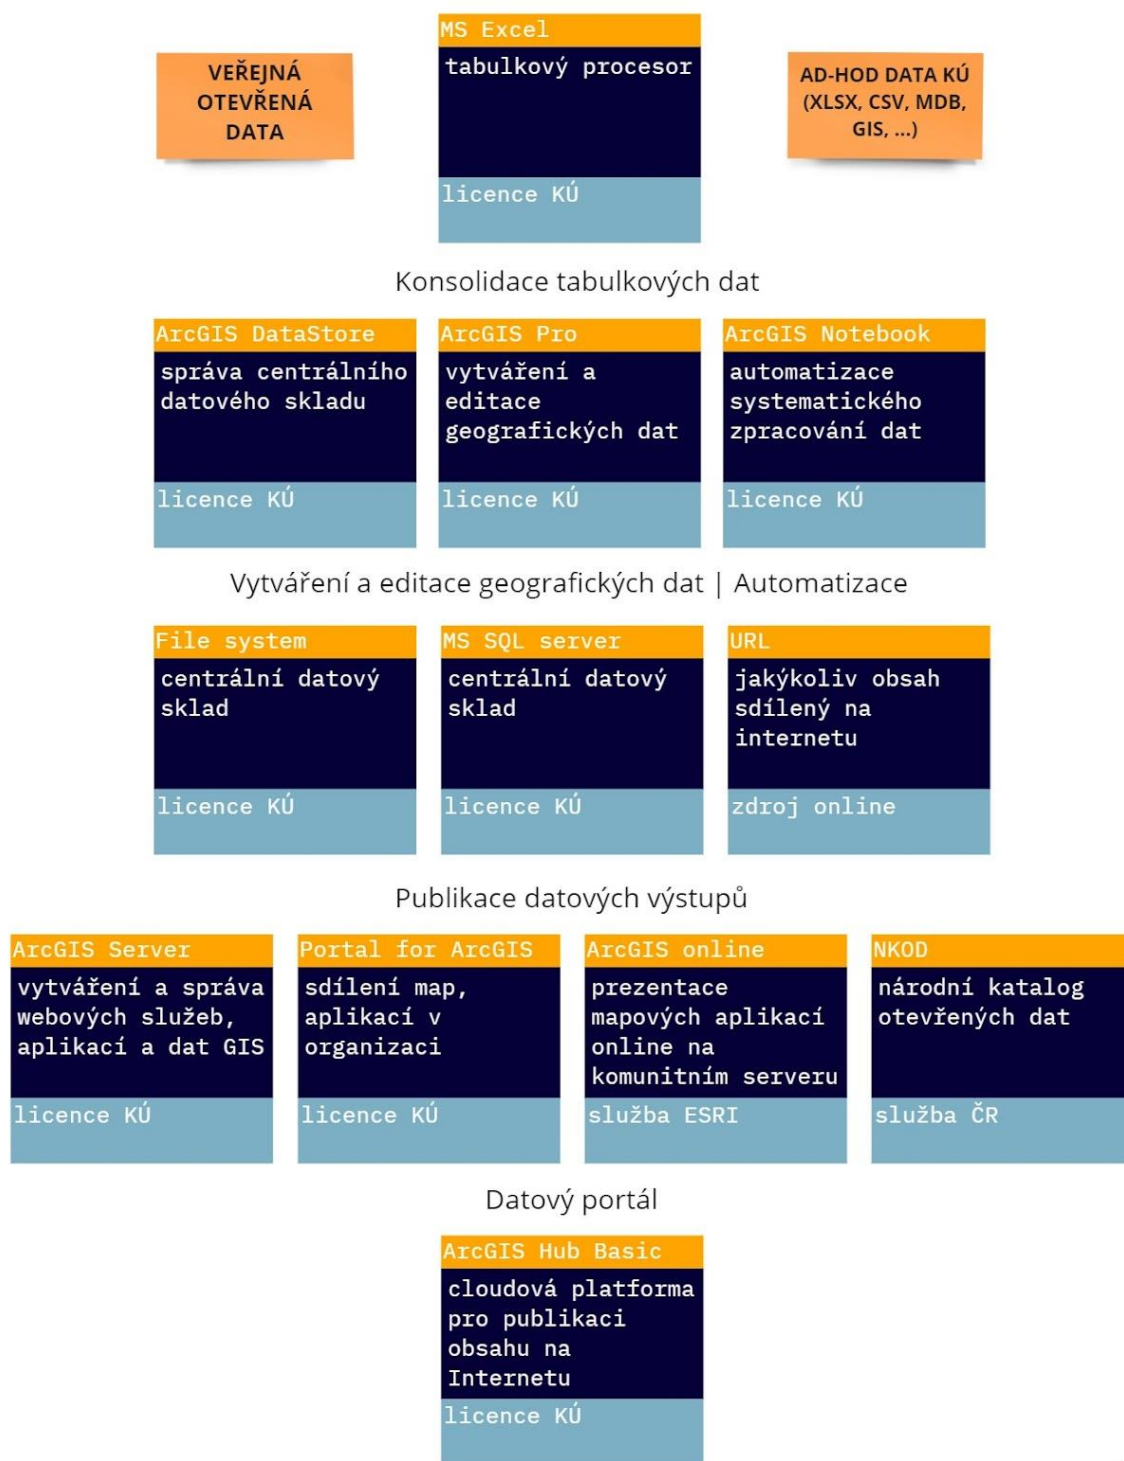 MS Excel
VEŘEJNÁ
OTEVŘENÁ
DATA
tabulkový procesor
licence KÚ
AD-HOD DATA KÚ
(XLSX, CSV, MDB,
GIS, ...)
Konsolidace tabulkových dat
ArcGIS DataStore
správa centrálního
datového skladu
licence KÚ
ArcGIS Pro
vytváření a
editace
geografických dat
licence KÚ
ArcGIS Notebook
automatizace
systematického
zpracování dat
licence KÚ
Vytváření a editace geografických dat | Automatizace
File system
centrální datový
sklad
licence KÚ
MS SQL server
centrální datový
sklad
licence KÚ
URL
jakýkoliv obsah
sdílený na
internetu
zdroj online
Publikace datových výstupů
ArcGIS Server
vytváření a správa
webových služeb,
aplikací a dat GIS
licence KÚ
Portal for ArcGIS
sdílení map,
aplikací v
organizaci
licence KÚ
ArcGIS online
prezentace
mapových aplikací
online na
komunitním serveru
služba ESRI
NKOD
národní katalog
otevřených dat
služba ČR
Datový portál
ArcGIS Hub Basic
cloudová platforma
pro publikaci
obsahu na
Internetu
licence KÚ